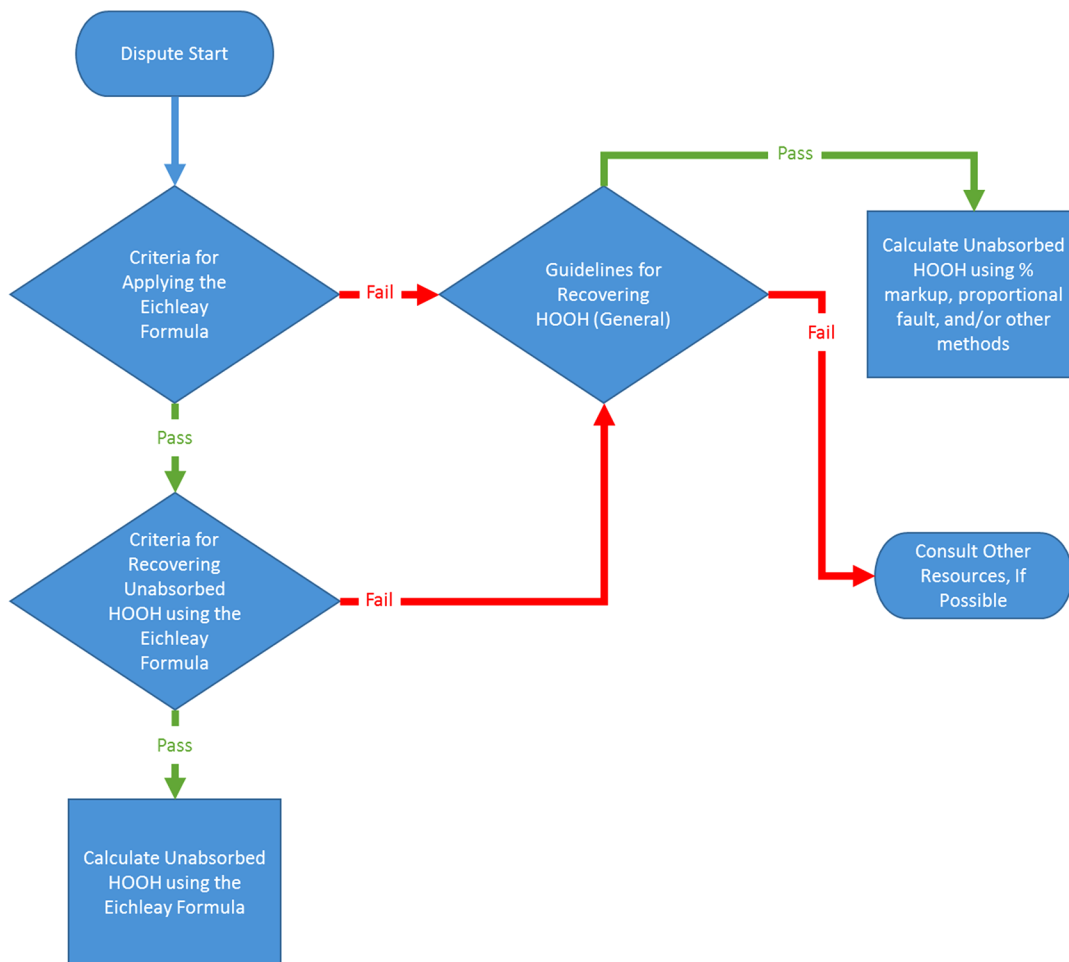 Dispute Start
Criteria for
Applying the
Eichleay
Formula
Fail
Guidelines for
Recovering
HOOH (General)
Pass
Calculate Unabsorbed
HOOH using %
markup, proportional
fault, and/or other
methods
Fail
Pass
Criteria for
Recovering
Unabsorbed
HOOH using the
Eichleay
Formula
Fail
Consult Other
Resources, If
Possible
Pass
Calculate Unabsorbed
HOOH using the
Eichleay Formula